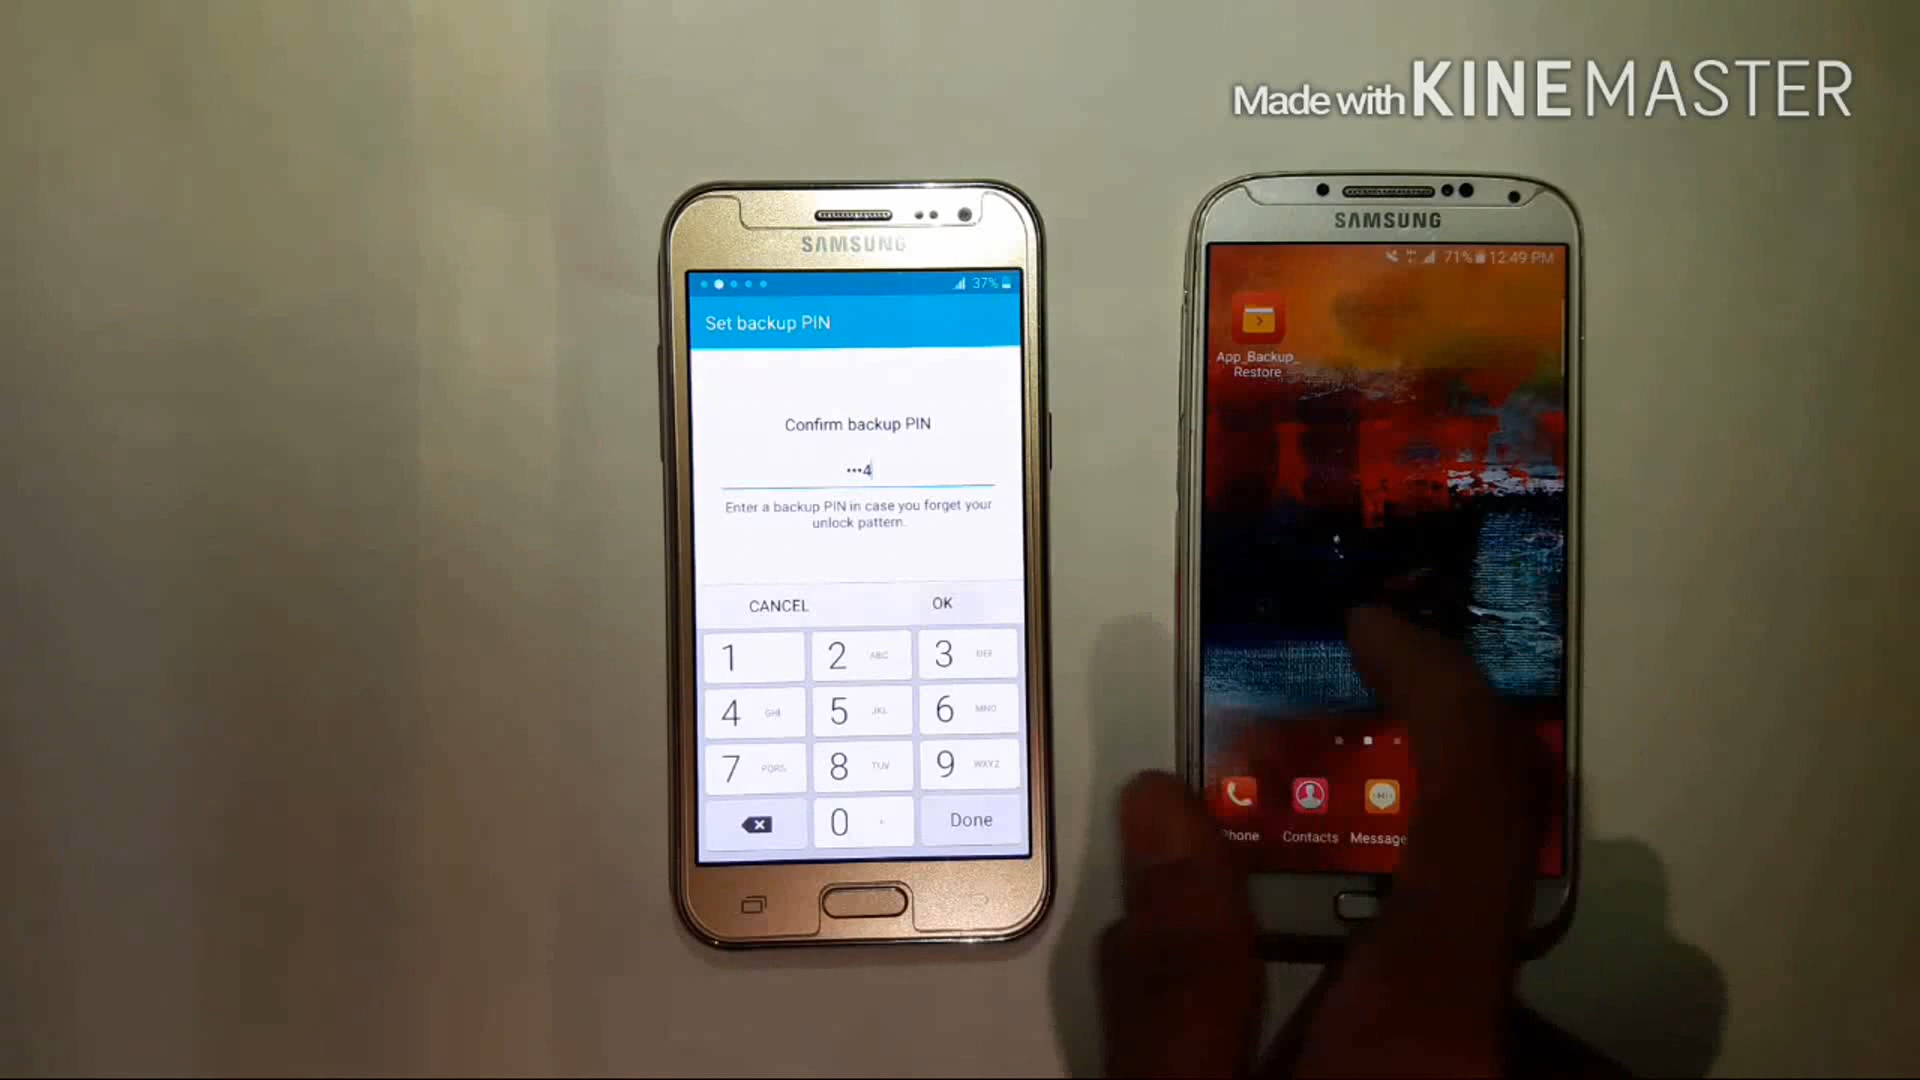 Made with KINEMASTER
SAMSUNG
37%
Set backup PIN
Confirm backup PIN
•••4
Enter a backup PIN in case you forget your
unlock pattern.
CANCEL OK
1 2 ABC 3 DEF
4 GHI 5 JKL 6 MNO
7 PQRS 8 TUV 9 WXYZ
0 Done
SAMSUNG
71% 12:49 PM
App_Backup_
Restore
Phone Contacts Message